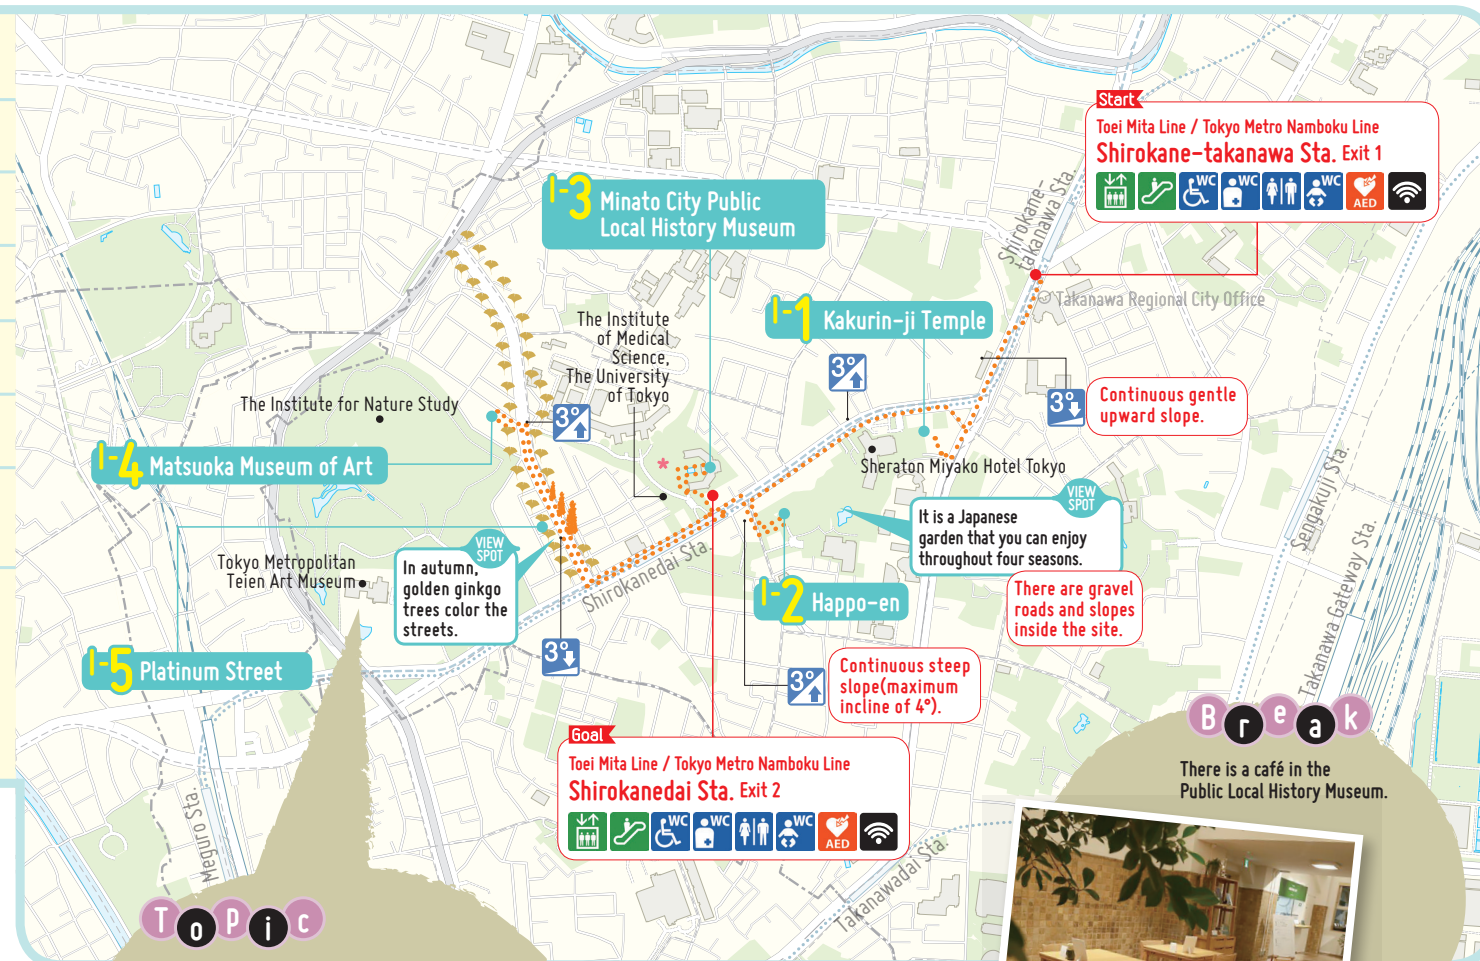 Start
Toei Mita Line / Tokyo Metro Namboku Line
Shirokane-takanawa Sta. Exit 1
WC
WC
WC
AED
Shirokane-
takanawa Sta.
Takanawa Regional City Office
I-3 Minato City Public
Local History Museum
I-1 Kakurin-ji Temple
The Institute
of Medical
Science,
The University
of Tokyo
3°
3°
Continuous gentle
upward slope.
The Institute for Nature Study
3°
I-4 Matsuoka Museum of Art
*
Sheraton Miyako Hotel Tokyo
VIEW
SPOT
It is a Japanese
garden that you can enjoy
throughout four seasons.
There are gravel
roads and slopes
inside the site.
Sengakuji Sta.
Takanawa Gateway Sta.
VIEW
SPOT
In autumn,
golden ginkgo
trees color the
streets.
Tokyo Metropolitan
Teien Art Museum
Shirokanedai Sta.
I-2 Happo-en
3°
I-5 Platinum Street
3°
Continuous steep
slope(maximum
incline of 4°).
Goal
Toei Mita Line / Tokyo Metro Namboku Line
Shirokanedai Sta. Exit 2
WC
WC
WC
AED
Meguro Sta.
Takanawadai Sta.
Topic
Break
There is a café in the
Public Local History Museum.